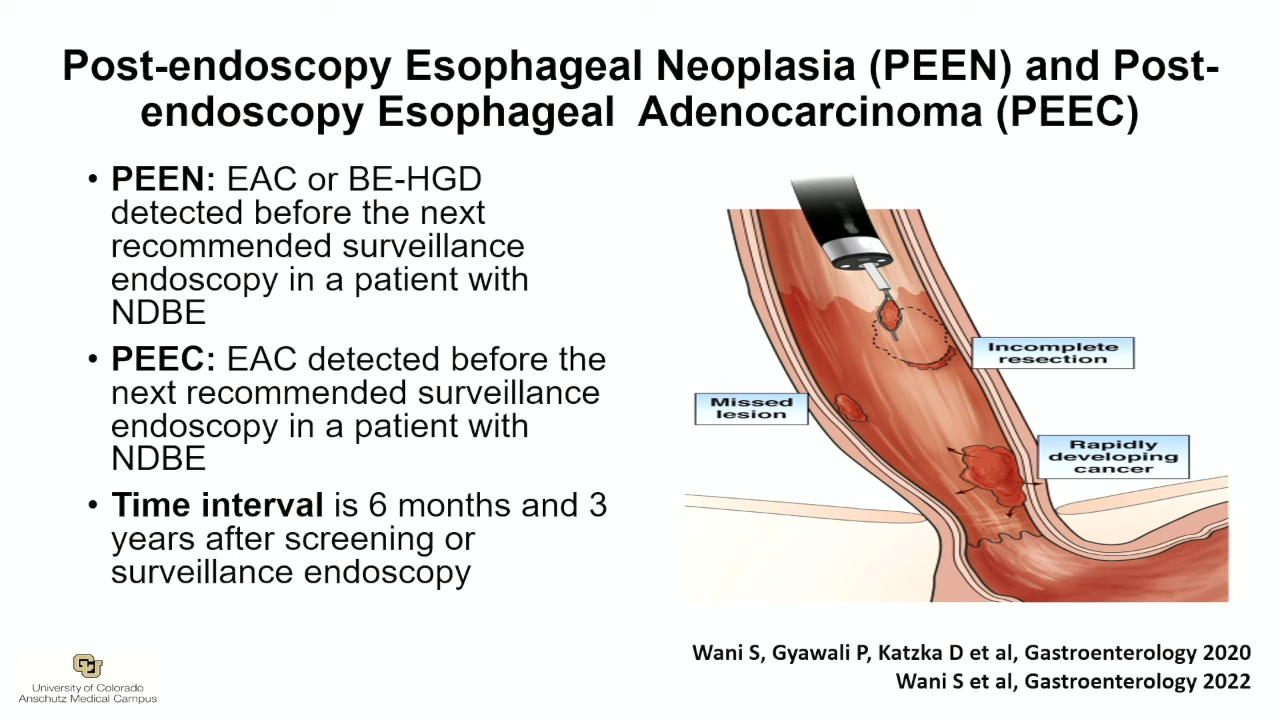 Post-endoscopy Esophageal Neoplasia (PEEN) and Post-
endoscopy Esophageal Adenocarcinoma (PEEC)
• PEEN: EAC or BE-HGD
detected before the next
recommended surveillance
endoscopy in a patient with
NDBE
• PEEC: EAC detected before the
next recommended surveillance
endoscopy in a patient with
NDBE
• Time interval is 6 months and 3
years after screening or
surveillance endoscopy
Incomplete
resection
Missed
lesion
Rapidly
developing
cancer
Wani S, Gyawali P, Katzka D et al, Gastroenterology 2020
Wani S et al, Gastroenterology 2022
CU
University of Colorado
Anschutz Medical Campus